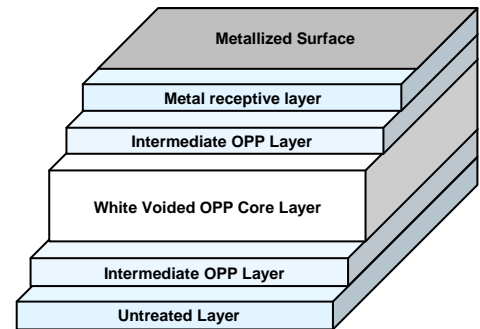 Metallized Surface
Metal receptive layer
Intermediate OPP Layer
White Voided OPP Core Layer
Intermediate OPP Layer
Untreated Layer